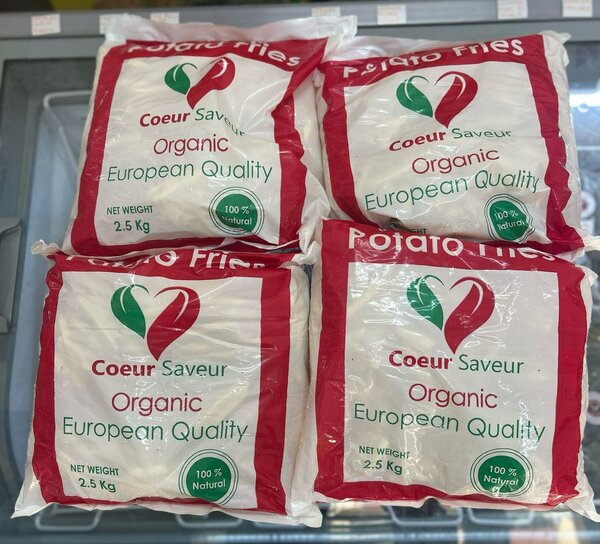 Potato Fries
Coeur Saveur
Organic
European Quality
NET WEIGHT
2.5 Kg
100 %
Natural
Potato Fries
Coeur Saveur
Organic
European Quality
NET WEIGHT
2.5 Kg
100 %
Natural
Potato Fries
Coeur Saveur
Organic
European Quality
NET WEIGHT
2.5 Kg
100 %
Natural
Potato Fries
Coeur Saveur
Organic
European Quality
NET WEIGHT
2.5 Kg
100 %
Natural